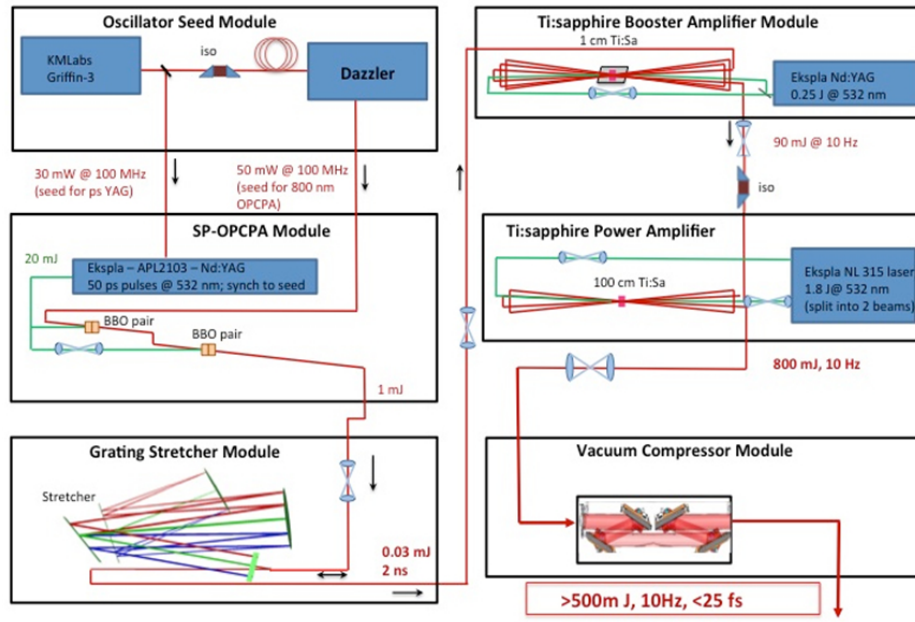 Oscillator Seed Module
KMLabs
Griffin-3
iso
Dazzler
30 mW @ 100 MHz
(seed for ps YAG)
50 mW @ 100 MHz
(seed for 800 nm
OPCPA)
SP-OPCPA Module
20 mJ
Ekspla – APL2103 – Nd:YAG
50 ps pulses @ 532 nm; synch to seed
BBO pair
BBO pair
1 mJ
Grating Stretcher Module
Stretcher
0.03 mJ
2 ns
Ti:sapphire Booster Amplifier Module
1 cm Ti:Sa
Ekspla Nd:YAG
0.25 J @ 532 nm
90 mJ @ 10 Hz
iso
Ti:sapphire Power Amplifier
100 cm Ti:Sa
Ekspla NL 315 laser
1.8 J@ 532 nm
(split into 2 beams)
800 mJ, 10 Hz
Vacuum Compressor Module
>500m J, 10Hz, <25 fs